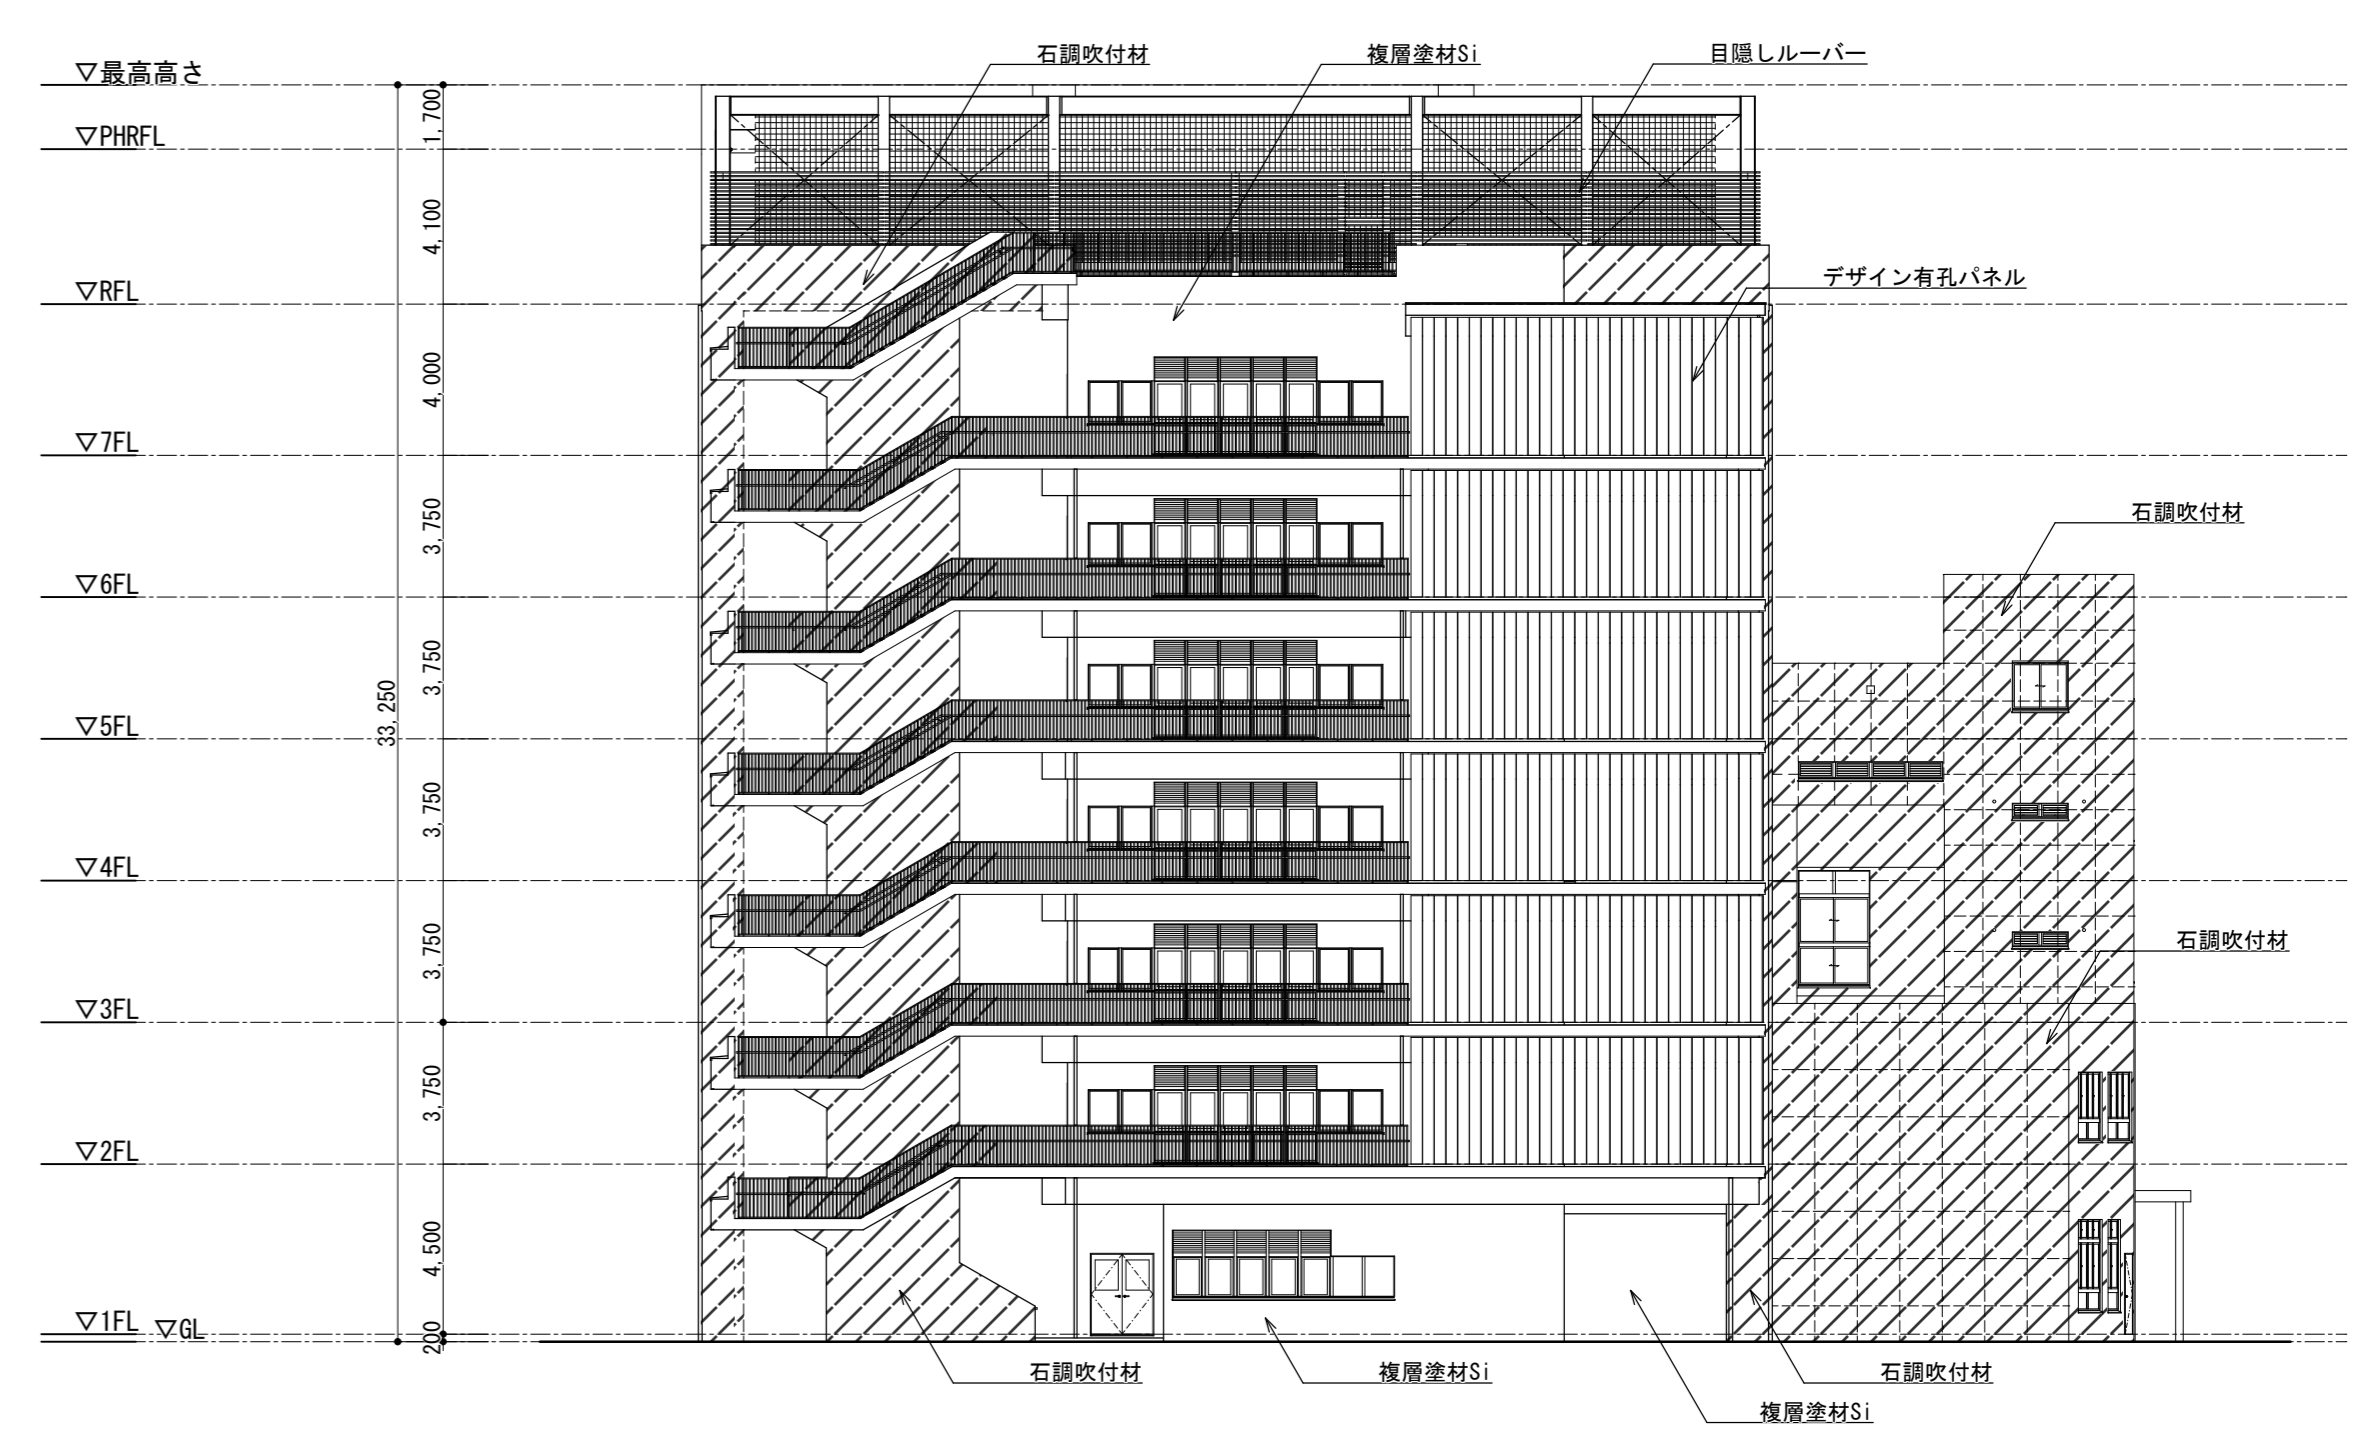 石調吹付材
複層塗材Si
目隠しルーバー
▽最高高さ
1,700
▽PHRFL
4,100
▽RFL
デザイン有孔パネル
4,000
▽7FL
3,750
石調吹付材
▽6FL
3,750
33,250
▽5FL
3,750
▽4FL
3,750
石調吹付材
▽3FL
3,750
▽2FL
4,500
▽1FL
▽GL
200
石調吹付材
複層塗材Si
石調吹付材
複層塗材Si